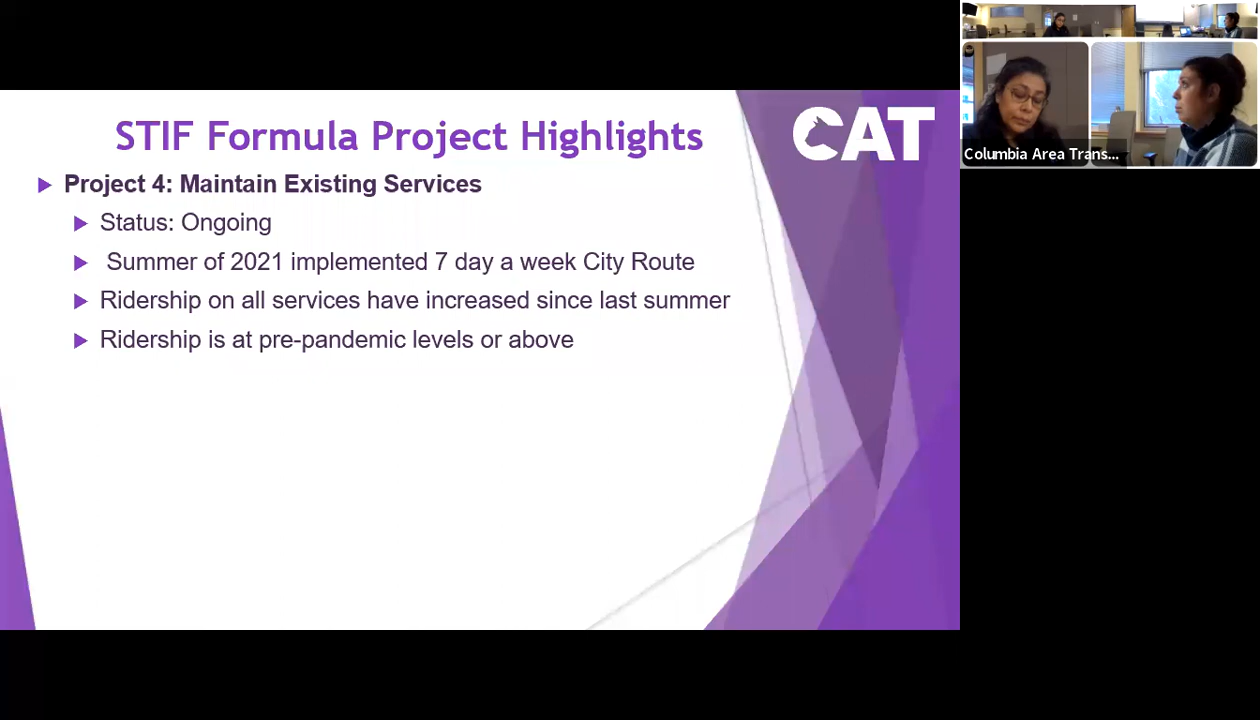 STIF Formula Project Highlights
CAT
Project 4: Maintain Existing Services
Status: Ongoing
Summer of 2021 implemented 7 day a week City Route
Ridership on all services have increased since last summer
Ridership is at pre-pandemic levels or above
Columbia Area Trans...